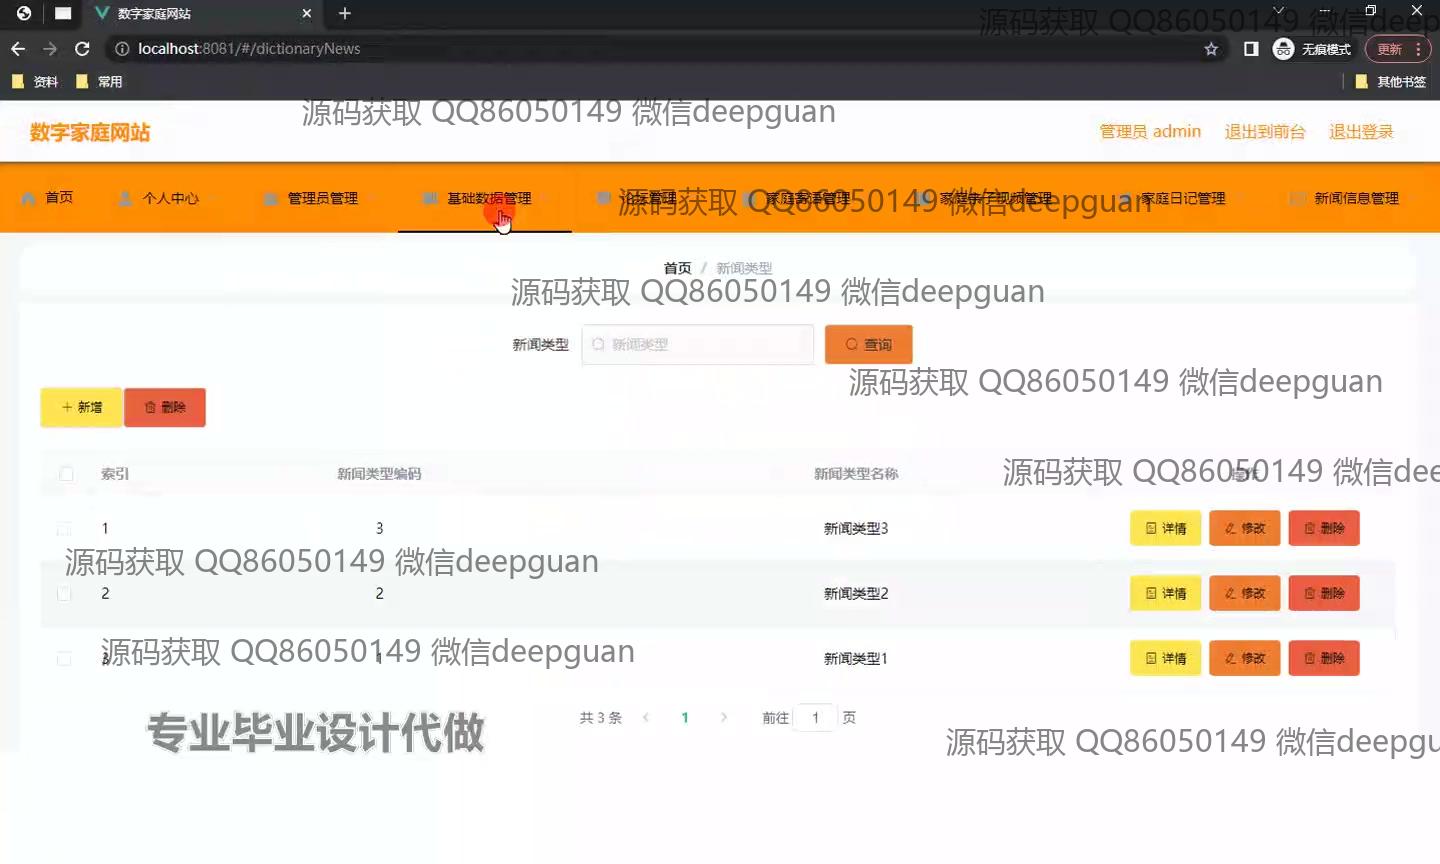 数字家庭网站
源码获取 QQ86050149 微信deep
localhost:8081/#/dictionaryNews
无痕模式
更新
资料
常用
其他书签
源码获取 QQ86050149 微信deepguan
数字家庭网站
管理员 admin
退出到前台
退出登录
首页
个人中心
管理员管理
基础数据管理
论坛管理
家庭亲子视频管理
家庭日记管理
新闻信息管理
源码获取 QQ86050149 微信deepguan
首页 / 新闻类型
源码获取 QQ86050149 微信deepguan
新闻类型
新闻类型
查询
源码获取 QQ86050149 微信deepguan
新增
删除
索引
新闻类型编码
新闻类型名称
操作
源码获取 QQ86050149 微信dee
1
3
新闻类型3
详情
修改
删除
源码获取 QQ86050149 微信deepguan
2
2
新闻类型2
详情
修改
删除
源码获取 QQ86050149 微信deepguan
3
1
新闻类型1
详情
修改
删除
专业毕业设计代做
共 3 条
1
前往 1 页
源码获取 QQ86050149 微信deepgu